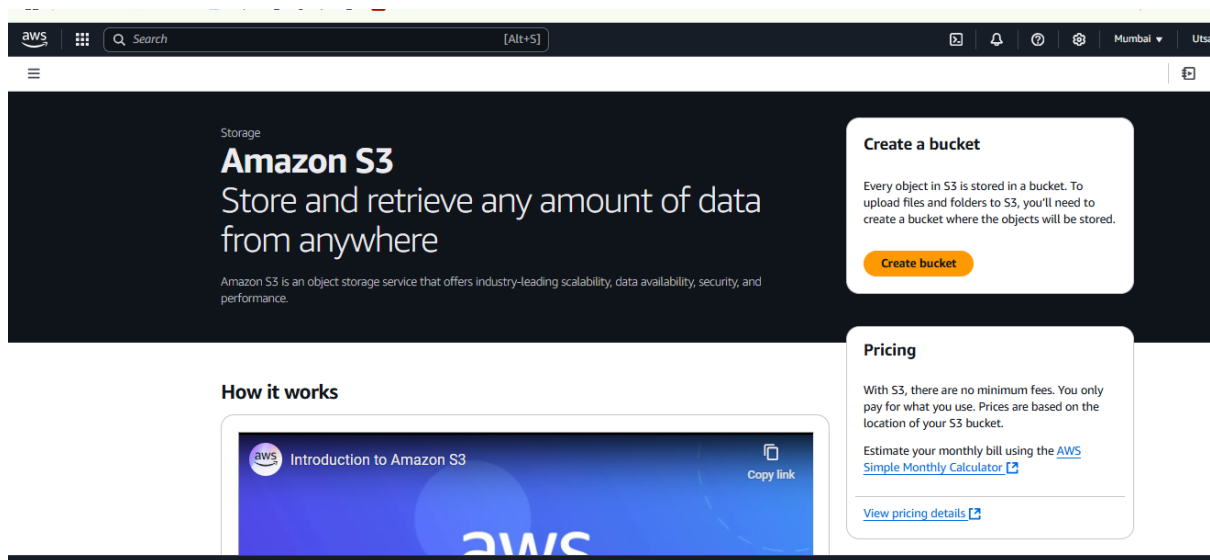 aws
Search [Alt+S]
Mumbai
Storage
Amazon S3
Store and retrieve any amount of data
from anywhere
Amazon S3 is an object storage service that offers industry-leading scalability, data availability, security, and
performance.
Create a bucket
Every object in S3 is stored in a bucket. To
upload files and folders to S3, you'll need to
create a bucket where the objects will be stored.
Create bucket
Pricing
With S3, there are no minimum fees. You only
pay for what you use. Prices are based on the
location of your S3 bucket.
Estimate your monthly bill using the AWS
Simple Monthly Calculator
View pricing details
How it works
aws
Introduction to Amazon S3
Copy link
aws